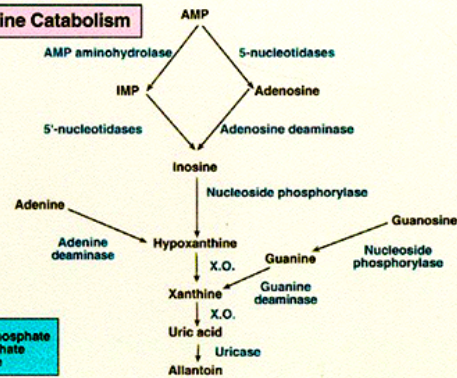 ine Catabolism
AMP
AMP aminohydrolase
5-nucleotidases
IMP
Adenosine
5'-nucleotidases
Adenosine deaminase
Inosine
Nucleoside phosphorylase
Adenine
Guanosine
Adenine
deaminase
Hypoxanthine
Guanine
Nucleoside
phosphorylase
X.O.
Xanthine
Guanine
deaminase
X.O.
Uric acid
Uricase
Allantoin
osphate
hate